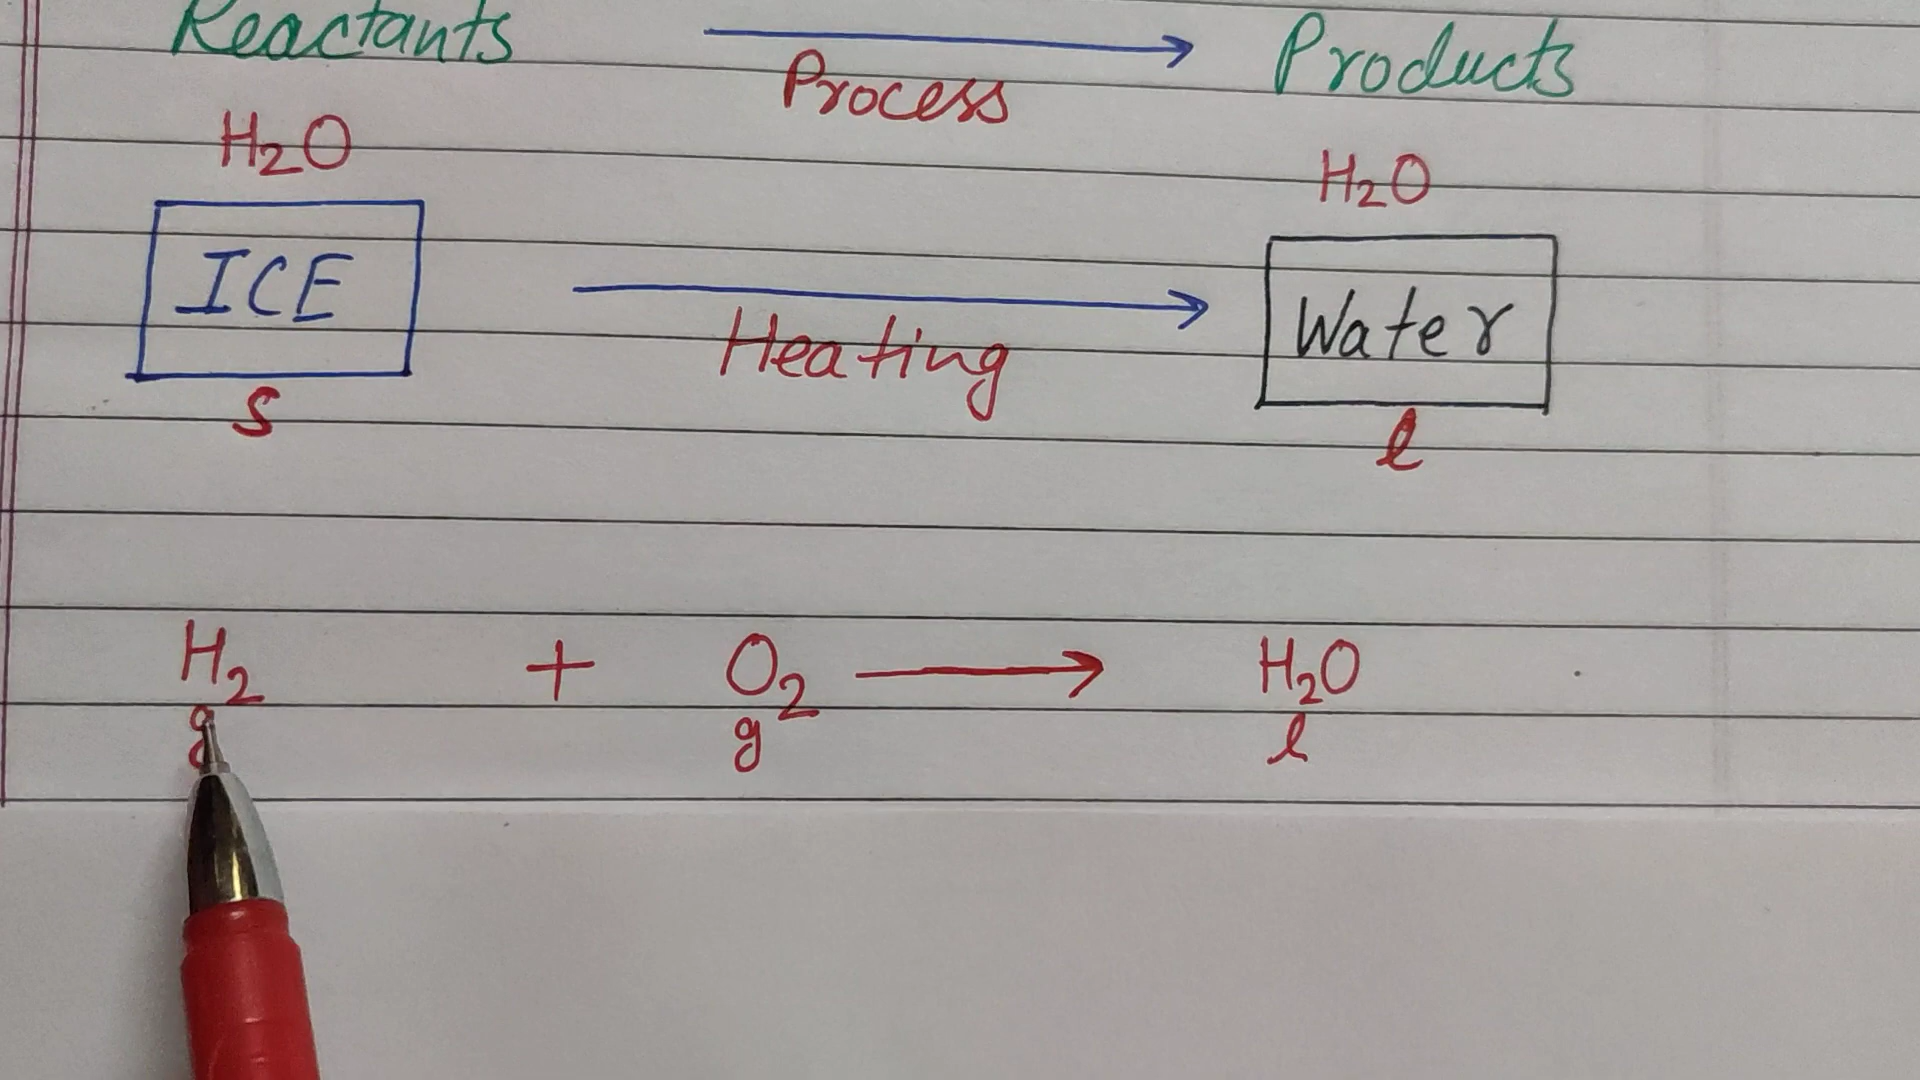 Reactants Process Products
H₂O H₂O
ICE Heating Water
s l
H₂ + O₂ → H₂O
g g l